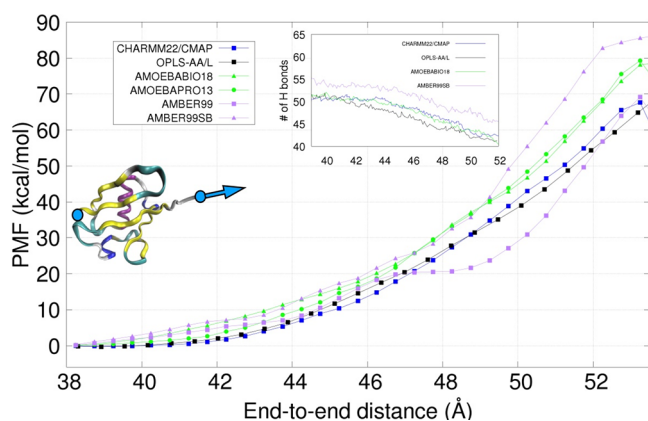 90
80
70
60
50
40
30
20
10
0
PMF (kcal/mol)
CHARMM22/CMAP
OPLS-AA/L
AMOEBABIO18
AMOEBAPRO13
AMBER99
AMBER99SB
65
60
55
50
45
40
# of H bonds
CHARMM22/CMAP
OPLS-AA/L
AMOEBABIO18
AMBER99SB
40 42 44 46 48 50 52
38 40 42 44 46 48 50 52
End-to-end distance (Å)